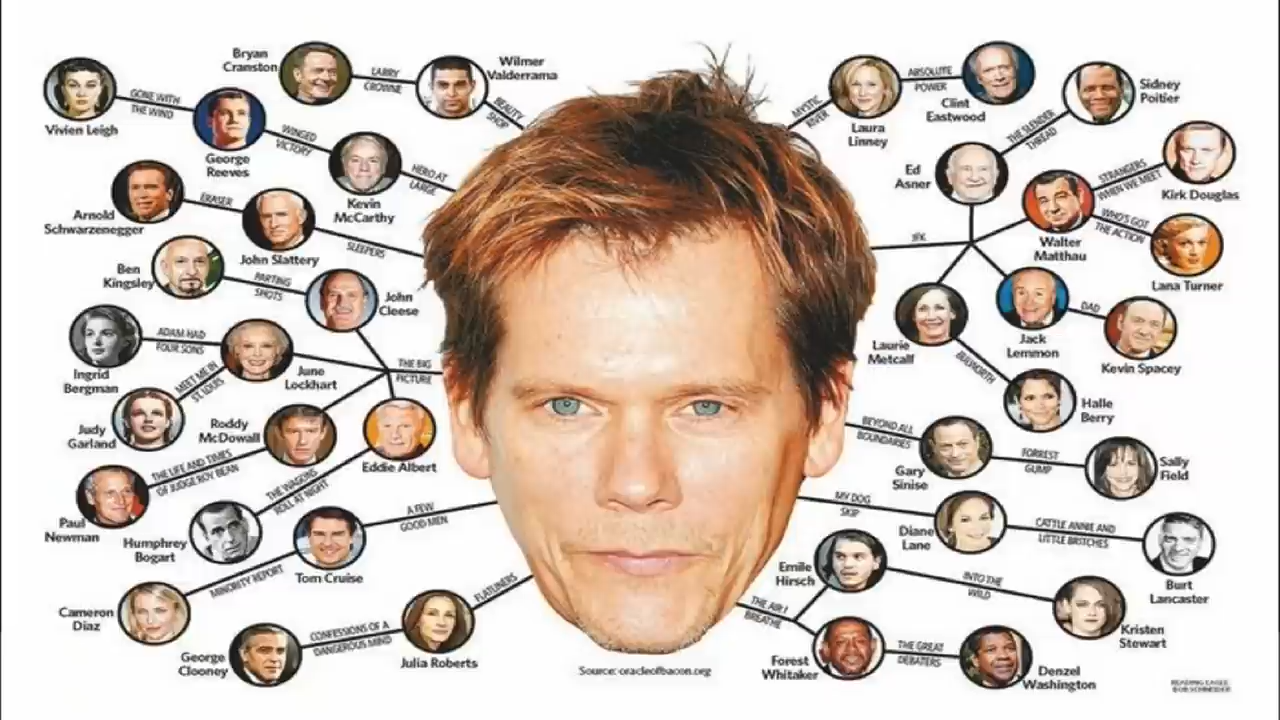 Bryan
Cranston
LARRY
CROWNE
Wilmer
Valderrama
BEAUTY
SHOP
Vivien Leigh
GONE WITH
THE WIND
George
Reeves
WINGED
VICTORY
Kevin
McCarthy
HERO AT
LARGE
Arnold
Schwarzenegger
ERASER
John Slattery
SLEEPERS
Ben
Kingsley
PARTING
SHOTS
John
Cleese
Ingrid
Bergman
ADAM HAD
FOUR SONS
June
Lockhart
THE BIG
PICTURE
Judy
Garland
MEET ME IN
ST. LOUIS
Roddy
McDowall
Eddie Albert
Paul
Newman
THE LIFE AND TIMES
OF JUDGE ROY BEAN
Humphrey
Bogart
THE WAGONS
ROLL AT NIGHT
Tom Cruise
A FEW
GOOD MEN
Cameron
Diaz
MINORITY REPORT
George
Clooney
CONFESSIONS OF A
DANGEROUS MIND
Julia Roberts
FLATLINERS
MYSTIC
RIVER
Laura
Linney
ABSOLUTE
POWER
Clint
Eastwood
Sidney
Poitier
THE SLENDER
THREAD
Ed
Asner
STRANGERS
WHEN WE MEET
Kirk Douglas
JFK
Walter
Matthau
WHO'S GOT
THE ACTION
Lana Turner
Laurie
Metcalf
Jack
Lemmon
DAD
Kevin Spacey
BULWORTH
Halle
Berry
BEYOND ALL
BOUNDARIES
Gary
Sinise
FORREST
GUMP
Sally
Field
MY DOG
SKIP
Diane
Lane
CATTLE ANNIE AND
LITTLE BRITCHES
Burt
Lancaster
Emile
Hirsch
INTO THE
WILD
Kristen
Stewart
THE AIR I
BREATHE
Forest
Whitaker
THE GREAT
DEBATERS
Denzel
Washington
Source: oracleofbacon.org
READING EAGLE:
BOB SCHNEIDER